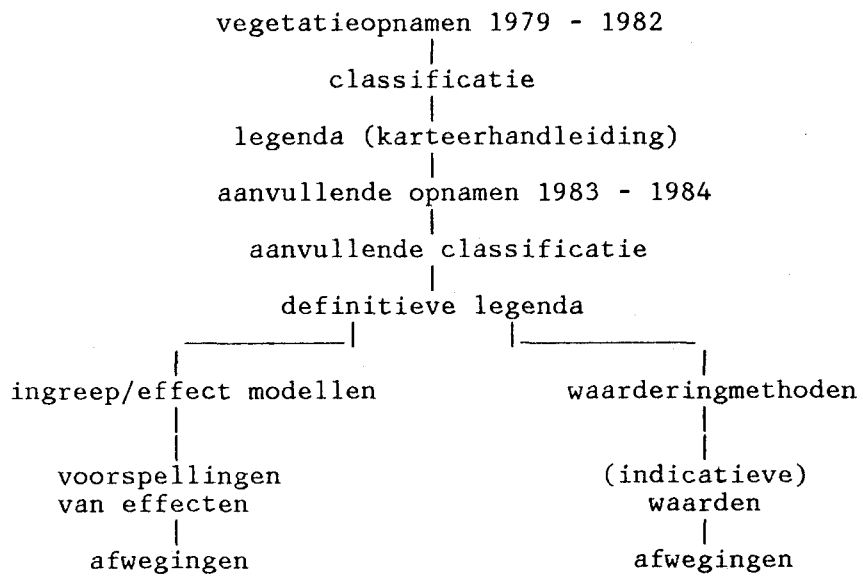 vegetatieopnamen 1979 - 1982
classificatie
legenda (karteerhandleiding)
aanvullende opnamen 1983 - 1984
aanvullende classificatie
definitieve legenda
ingreep/effect modellen
waarderingmethoden
voorspellingen
van effecten
(indicatieve)
waarden
afwegingen
afwegingen